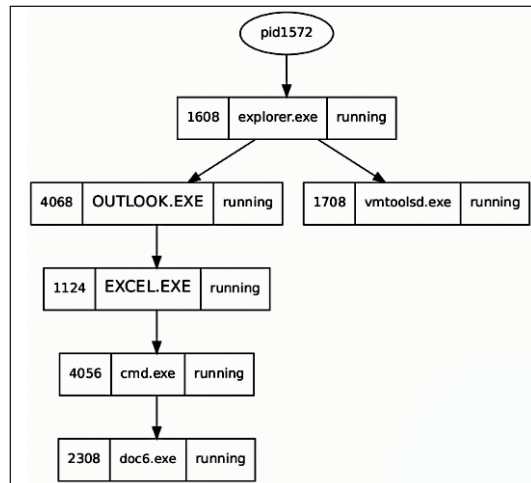 pid1572
1608 explorer.exe running
4068 OUTLOOK.EXE running
1708 vmtoolsd.exe running
1124 EXCEL.EXE running
4056 cmd.exe running
2308 doc6.exe running